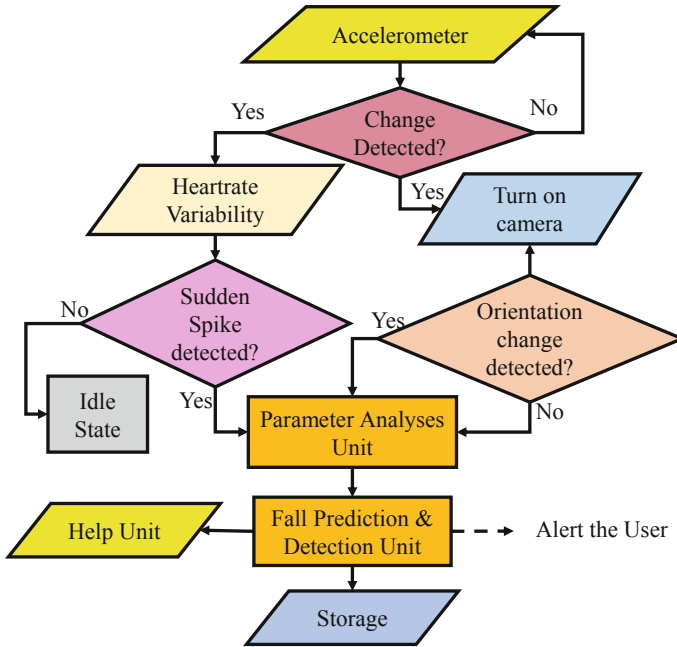 Accelerometer
Yes
No
Change
Detected?
Heartrate
Variability
Yes
Turn on
camera
No
Sudden
Spike
detected?
Yes
Orientation
change
detected?
Idle
State
Yes
Parameter Analyses
Unit
No
Help Unit
Fall Prediction &
Detection Unit
Alert the User
Storage